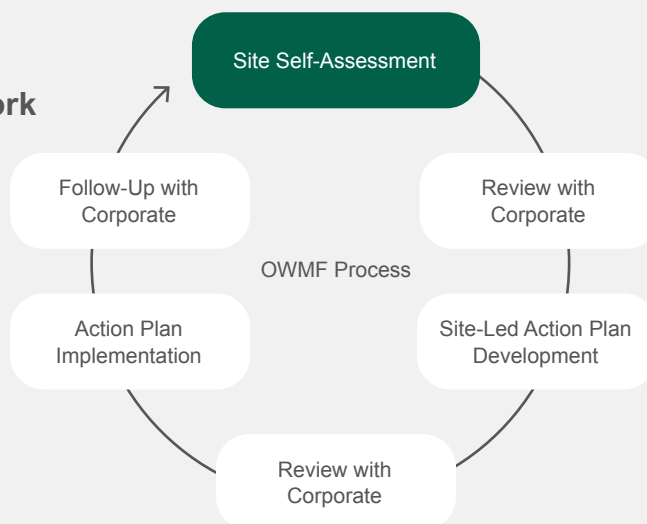 Site Self-Assessment
ork
Follow-Up with
Corporate
Review with
Corporate
OWMF Process
Action Plan
Implementation
Site-Led Action Plan
Development
Review with
Corporate